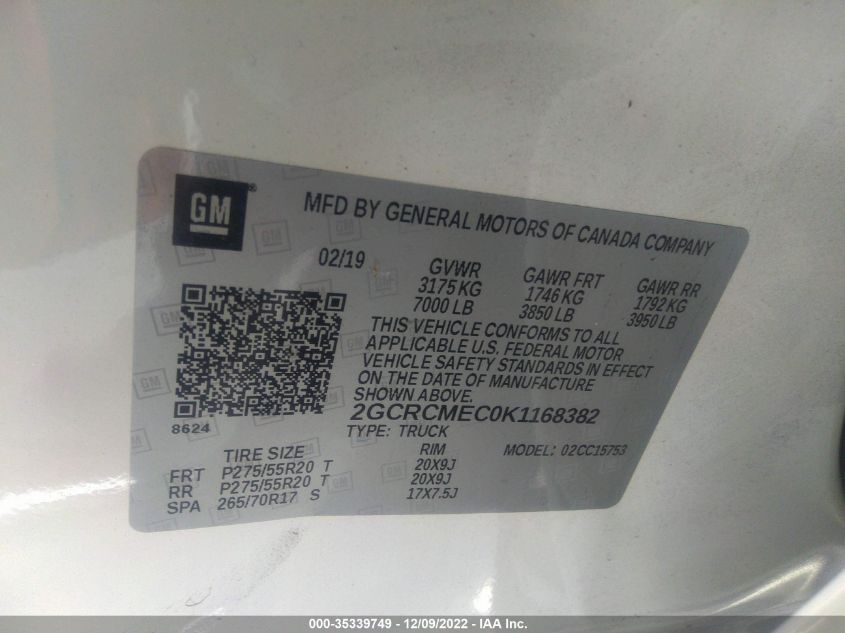 GM ®
MFD BY GENERAL MOTORS OF CANADA COMPANY
02/19
GVWR GAWR FRT GAWR RR
3175 KG 1746 KG 1792 KG
7000 LB 3850 LB 3950 LB
THIS VEHICLE CONFORMS TO ALL
APPLICABLE U.S. FEDERAL MOTOR
VEHICLE SAFETY STANDARDS IN EFFECT
ON THE DATE OF MANUFACTURE
SHOWN ABOVE.
2GCRCMEC0K1168382
8624
TYPE: TRUCK MODEL: 02CC15753
TIRE SIZE RIM
FRT P275/55R20 T 20X9J
RR P275/55R20 T 20X9J
SPA 265/70R17 S 17X7.5J
000-35339749 - 12/09/2022 - IAA Inc.